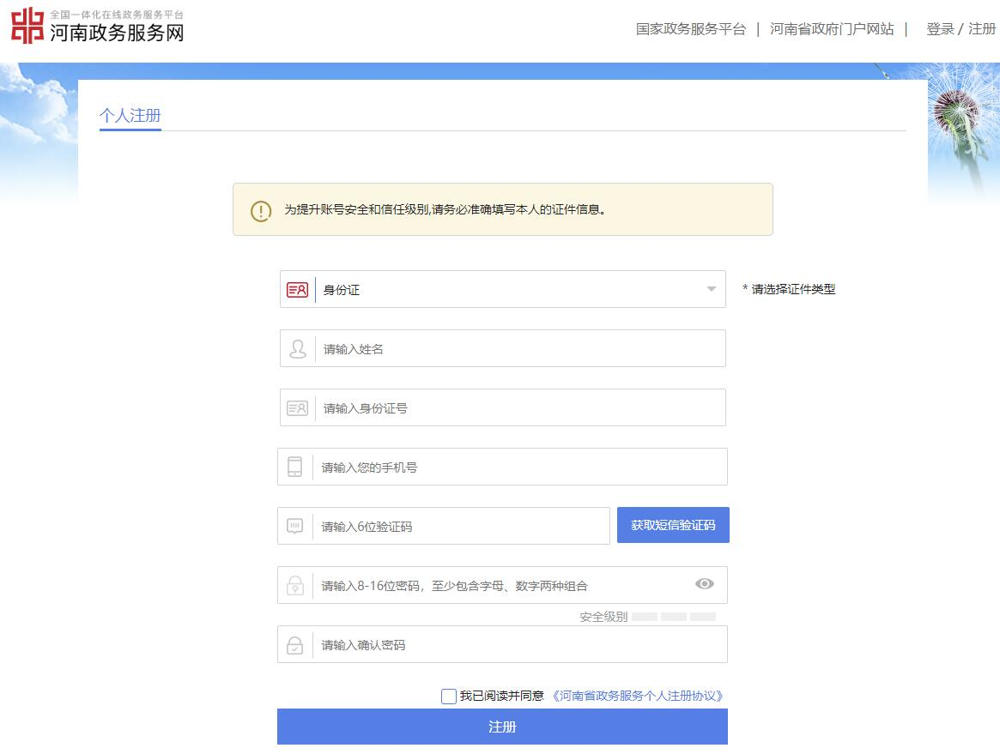 全国一体化在线政务服务平台
河南政务服务网
国家政务服务平台 | 河南省政府门户网站 | 登录 / 注册
个人注册
为提升账号安全和信任级别,请务必准确填写本人的证件信息。
身份证
* 请选择证件类型
请输入姓名
请输入身份证号
请输入您的手机号
请输入6位验证码
获取短信验证码
请输入8-16位密码，至少包含字母、数字两种组合
安全级别
请输入确认密码
我已阅读并同意《河南省政务服务个人注册协议》
注册